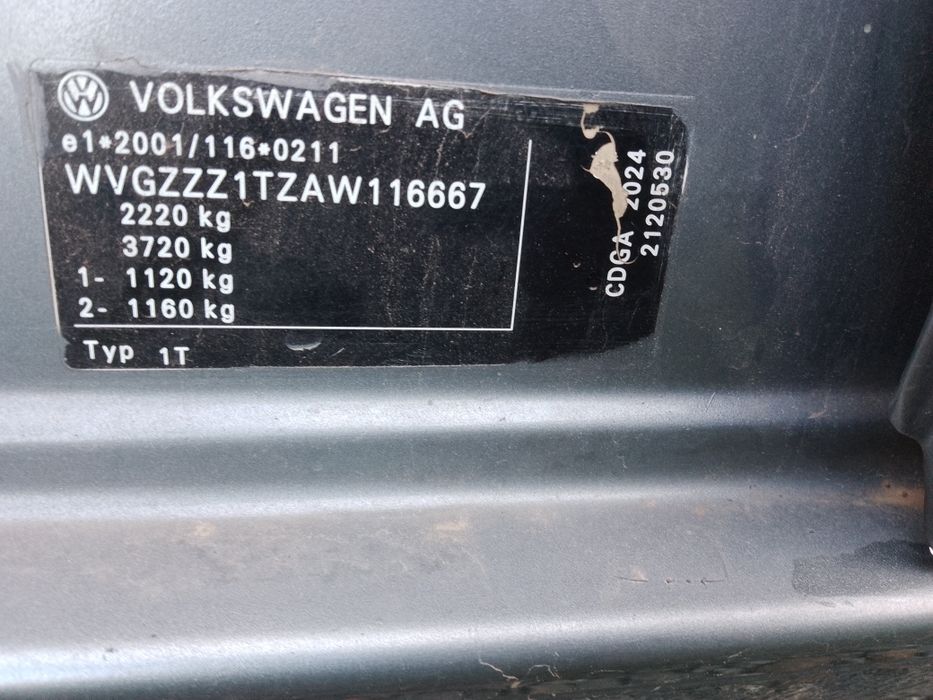 VOLKSWAGEN AG
e1*2001/116*0211
WVGZZZ1TZAW116667
2220 kg
3720 kg
1- 1120 kg
2- 1160 kg
Typ 1T
CDGA 2024
2120530